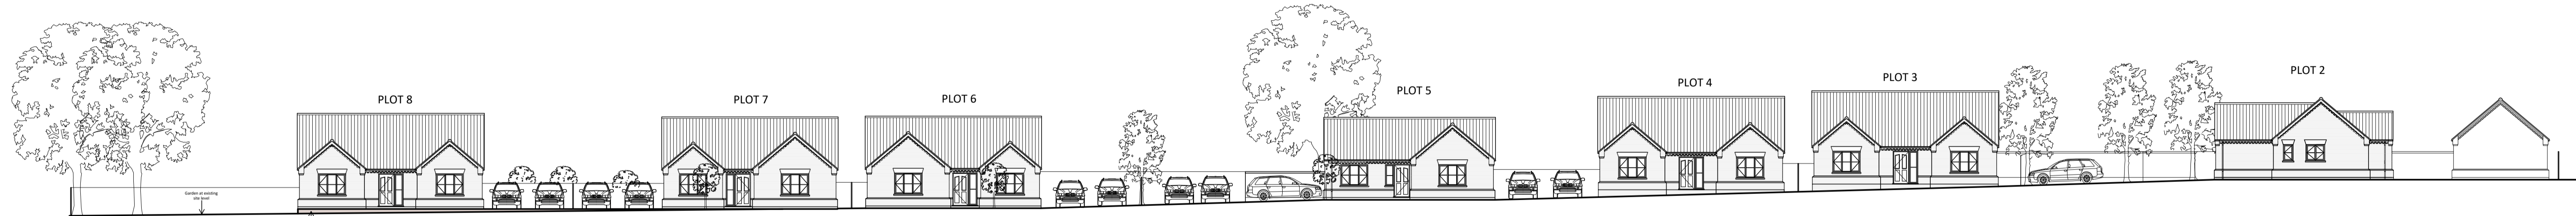 PLOT 8
PLOT 7
PLOT 6
PLOT 5
PLOT 4
PLOT 3
PLOT 2
Garden at existing
site level